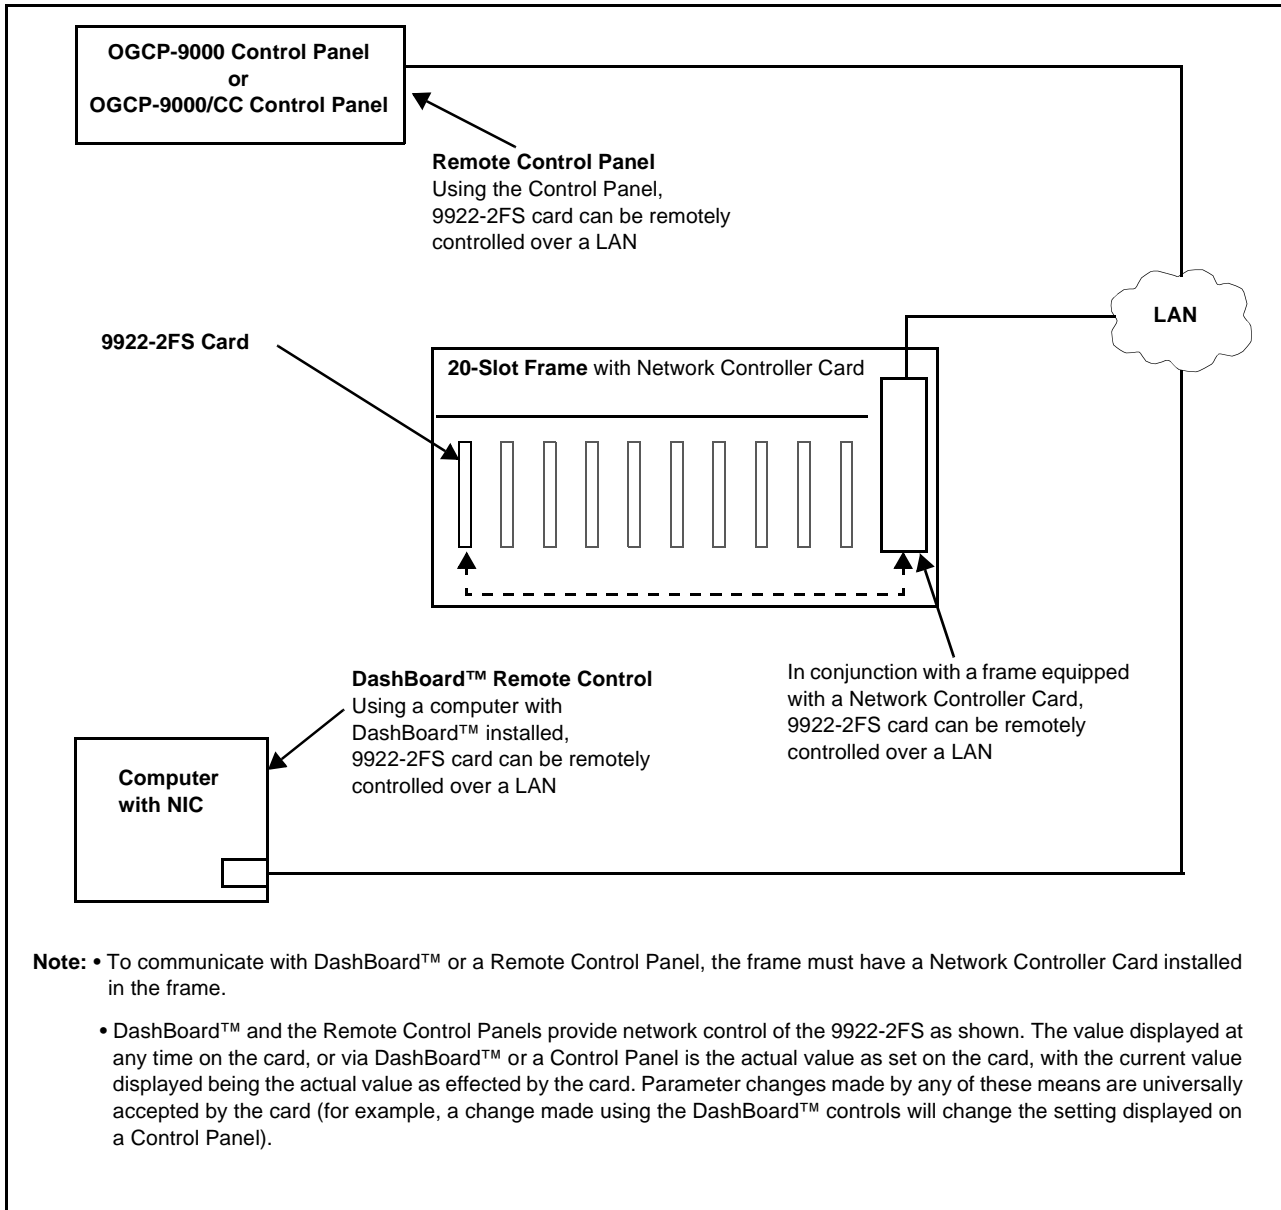 OGCP-9000 Control Panel
or
OGCP-9000/CC Control Panel
Remote Control Panel
Using the Control Panel,
9922-2FS card can be remotely
controlled over a LAN
LAN
9922-2FS Card
20-Slot Frame with Network Controller Card
In conjunction with a frame equipped
with a Network Controller Card,
9922-2FS card can be remotely
controlled over a LAN
DashBoard™ Remote Control
Using a computer with
DashBoard™ installed,
9922-2FS card can be remotely
controlled over a LAN
Computer
with NIC
Note: • To communicate with DashBoard™ or a Remote Control Panel, the frame must have a Network Controller Card installed
in the frame.
• DashBoard™ and the Remote Control Panels provide network control of the 9922-2FS as shown. The value displayed at
any time on the card, or via DashBoard™ or a Control Panel is the actual value as set on the card, with the current value
displayed being the actual value as effected by the card. Parameter changes made by any of these means are universally
accepted by the card (for example, a change made using the DashBoard™ controls will change the setting displayed on
a Control Panel).